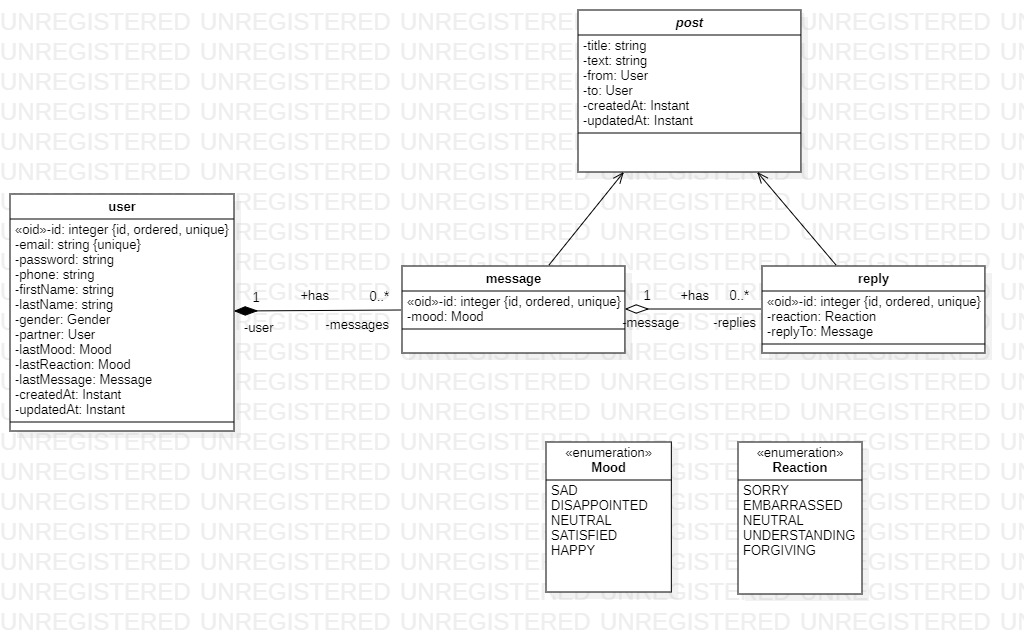 post
-title: string
-text: string
-from: User
-to: User
-createdAt: Instant
-updatedAt: Instant
user
«oid»-id: integer {id, ordered, unique}
-email: string {unique}
-password: string
-phone: string
-firstName: string
-lastName: string
-gender: Gender
-partner: User
-lastMood: Mood
-lastReaction: Mood
-lastMessage: Message
-createdAt: Instant
-updatedAt: Instant
1 +has 0..*
-user -messages
message
«oid»-id: integer {id, ordered, unique}
-mood: Mood
1 +has 0..*
-message -replies
reply
«oid»-id: integer {id, ordered, unique}
-reaction: Reaction
-replyTo: Message
«enumeration»
Mood
SAD
DISAPPOINTED
NEUTRAL
SATISFIED
HAPPY
«enumeration»
Reaction
SORRY
EMBARRASSED
NEUTRAL
UNDERSTANDING
FORGIVING
UNREGISTERED